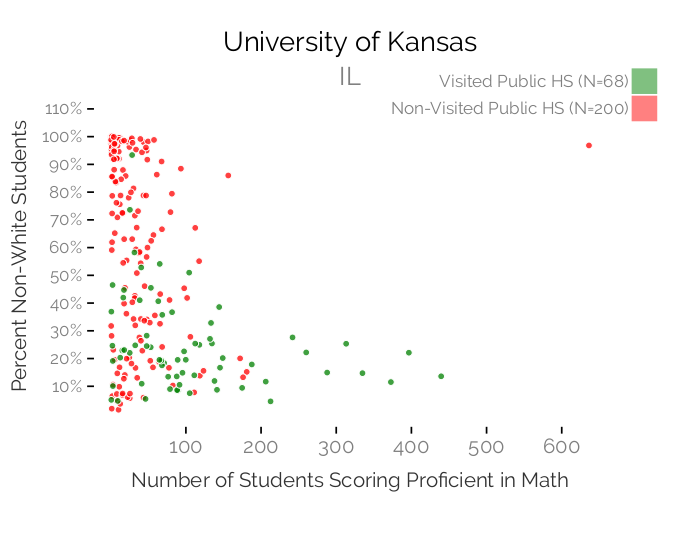 University of Kansas
IL
Visited Public HS (N=68)
Non-Visited Public HS (N=200)
Percent Non-White Students
110%
100%
90%
80%
70%
60%
50%
40%
30%
20%
10%
100 200 300 400 500 600
Number of Students Scoring Proficient in Math